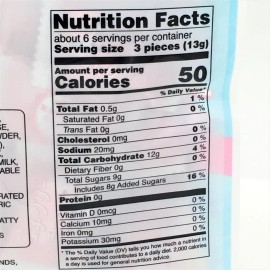 Nutrition Facts
about 6 servings per container
Serving size 3 pieces (13g)
Amount per serving
Calories 50
% Daily Value*
Total Fat 0.5g 1%
Saturated Fat 0g 0%
Trans Fat 0g
Cholesterol 0mg 0%
Sodium 20mg 0%
Total Carbohydrate 12g 4%
Dietary Fiber 0g 0%
Total Sugars 9g
Includes 8g Added Sugars 16%
Protein 0g
Vitamin D 0mcg 0%
Calcium 10mg 0%
Iron 0mg 0%
Potassium 30mg 0%
* The % Daily Value (DV) tells you how much a nutrient in
a serving of food contributes to a daily diet. 2,000 calories
a day is used for general nutrition advice.
MILK,